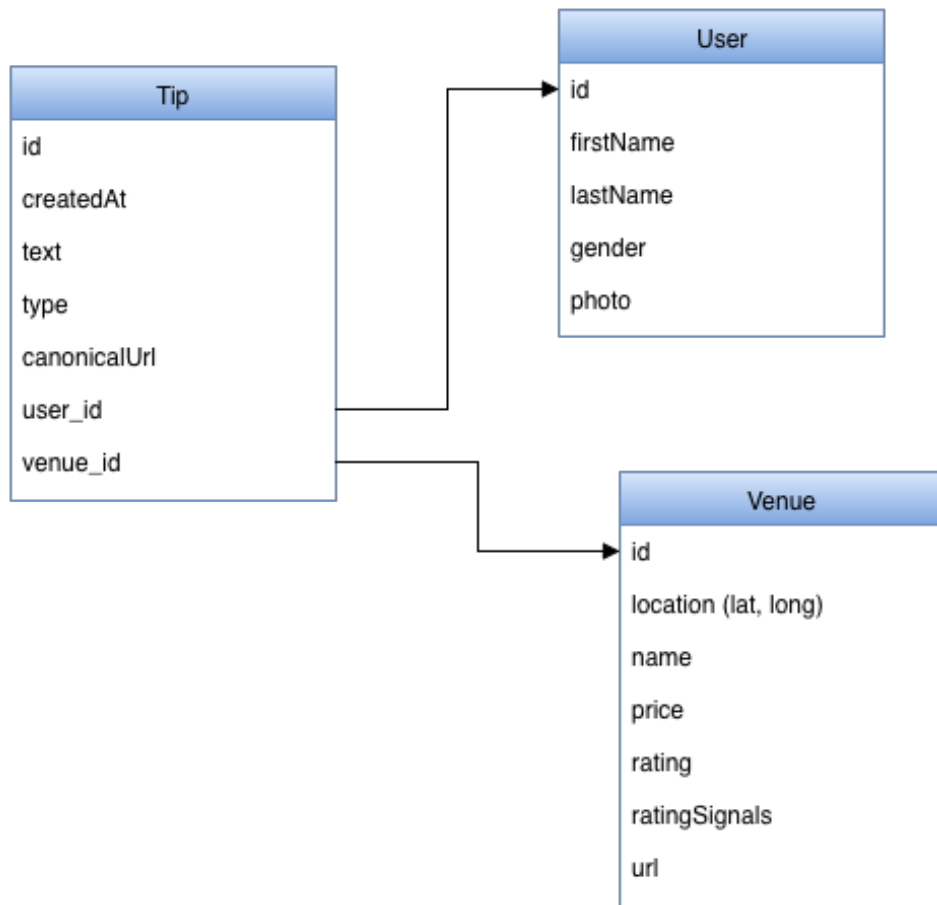 Tip
id
createdAt
text
type
canonicalUrl
user_id
venue_id
User
id
firstName
lastName
gender
photo
Venue
id
location (lat, long)
name
price
rating
ratingSignals
url